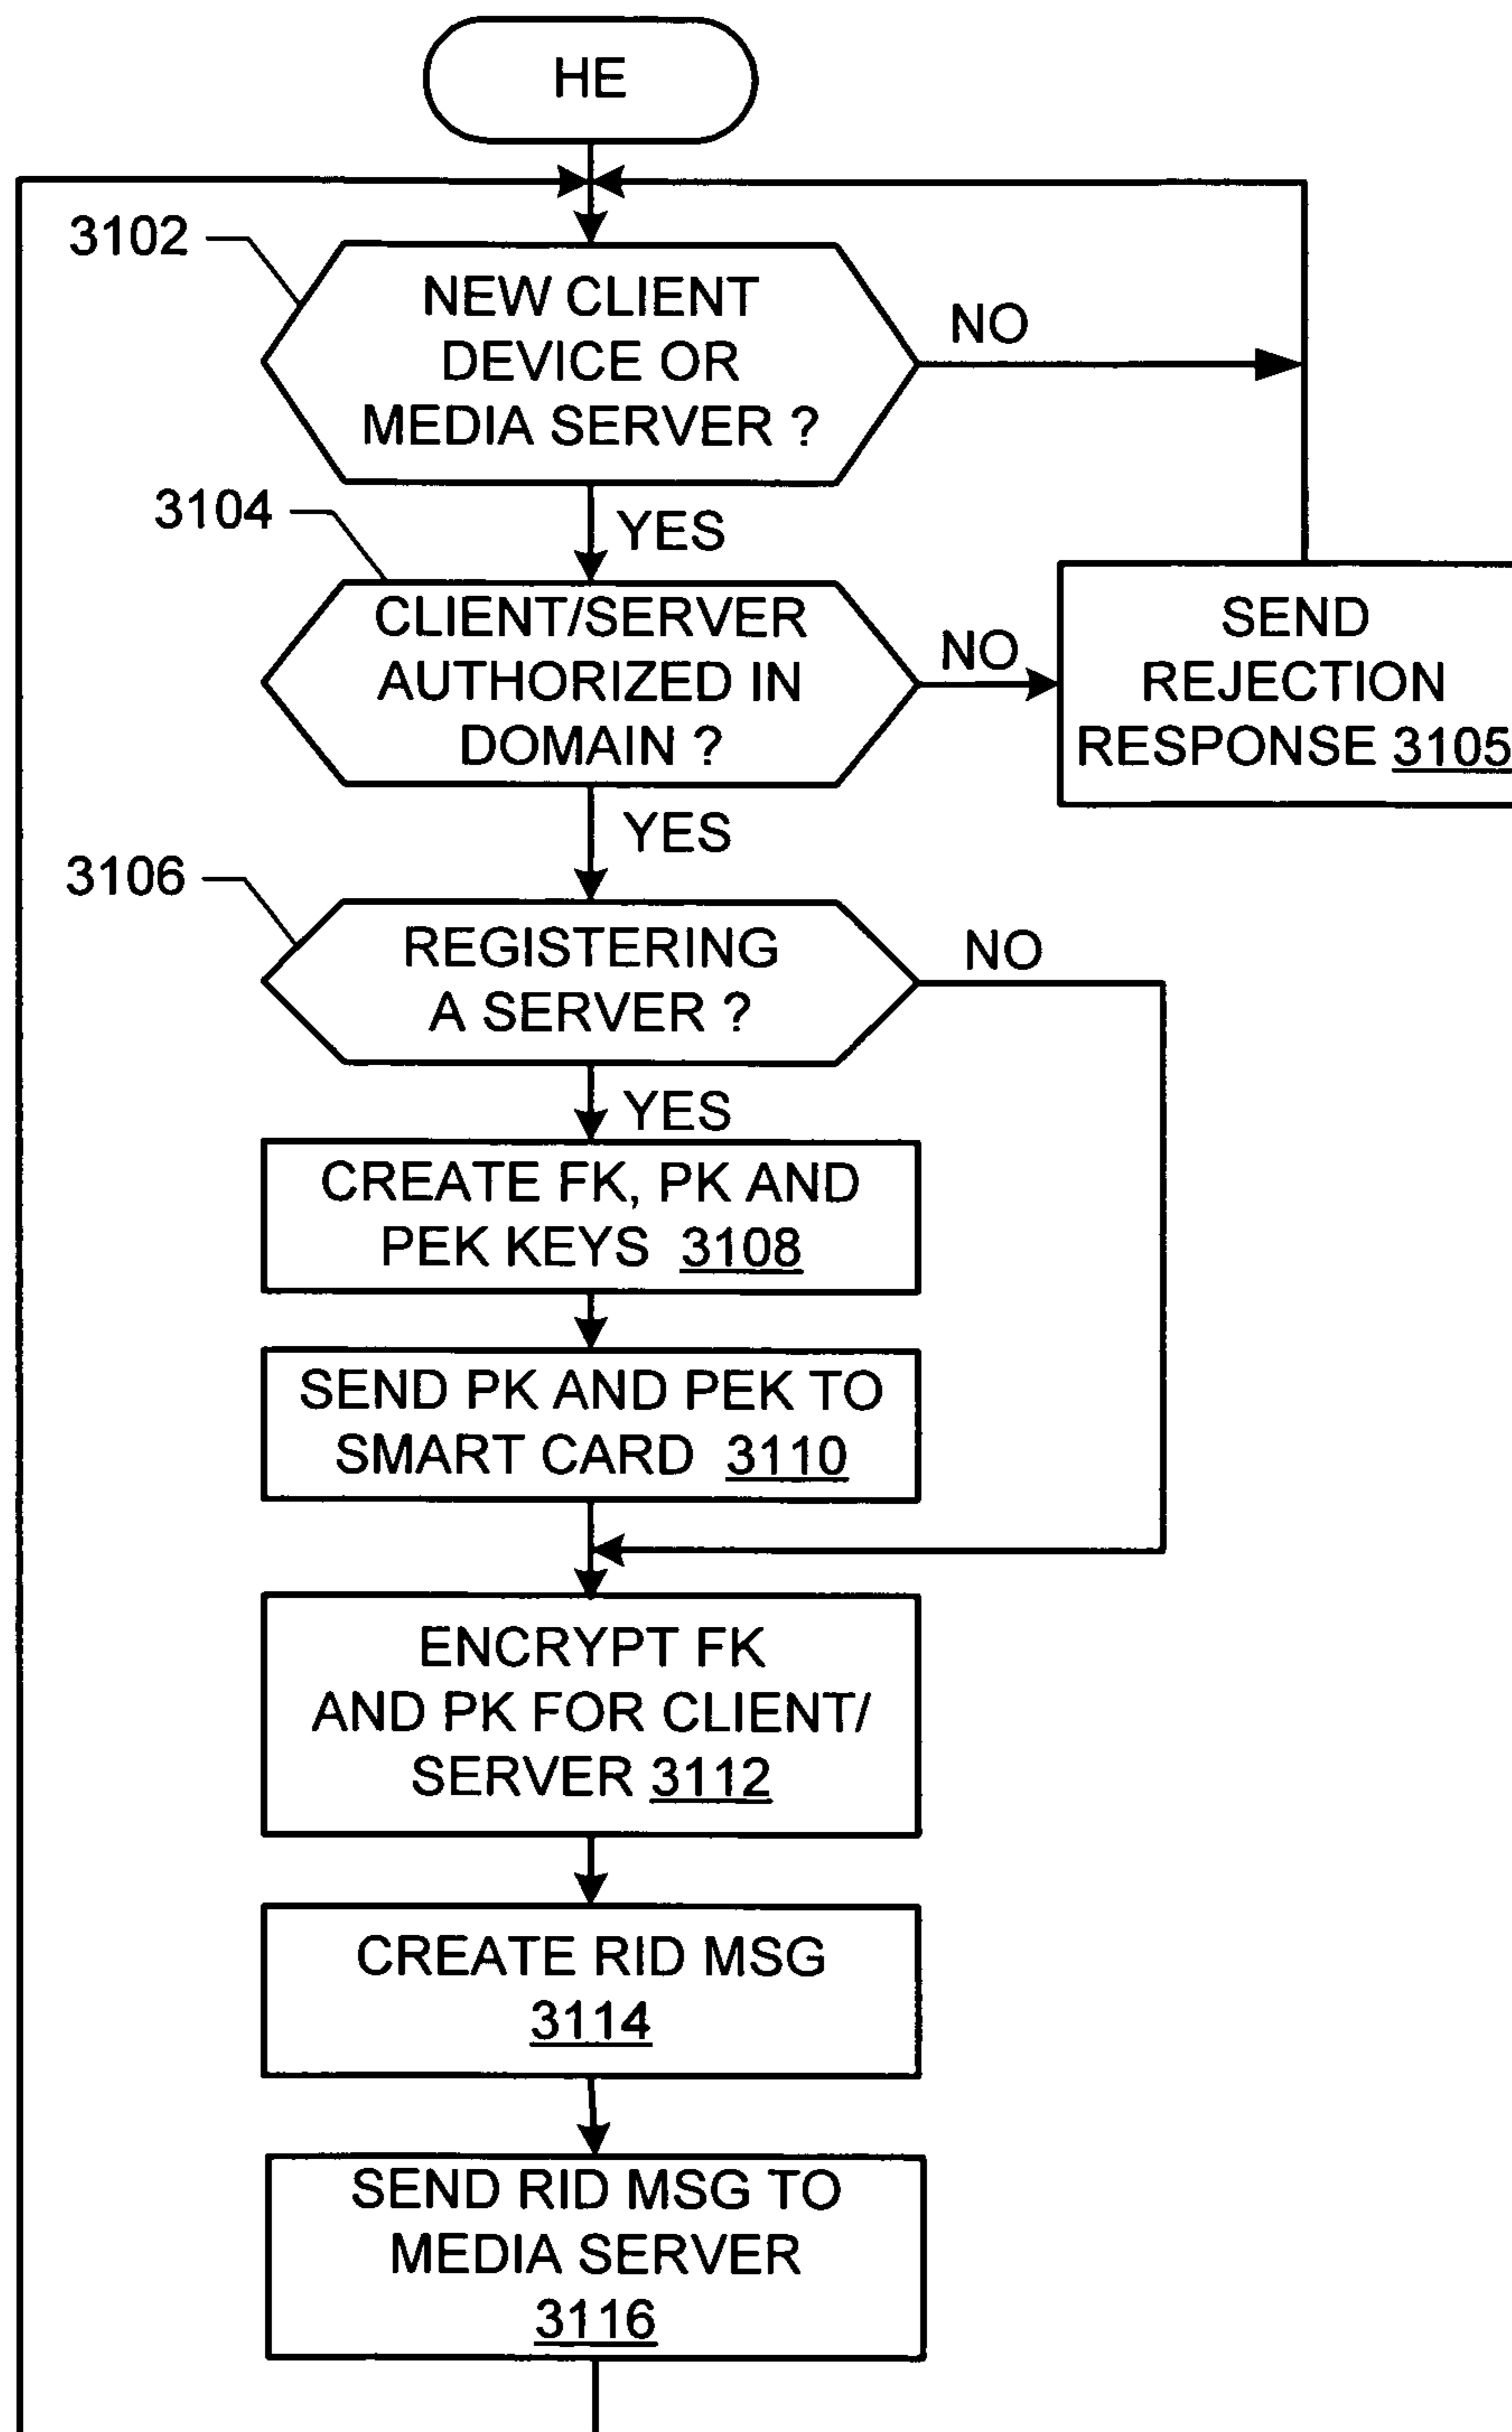 HE
3102
NEW CLIENT
DEVICE OR
MEDIA SERVER ?
NO
3104
YES
CLIENT/SERVER
AUTHORIZED IN
DOMAIN ?
NO
SEND
REJECTION
RESPONSE 3105
YES
3106
REGISTERING
A SERVER ?
NO
YES
CREATE FK, PK AND
PEK KEYS 3108
SEND PK AND PEK TO
SMART CARD 3110
ENCRYPT FK
AND PK FOR CLIENT/
SERVER 3112
CREATE RID MSG
3114
SEND RID MSG TO
MEDIA SERVER
3116